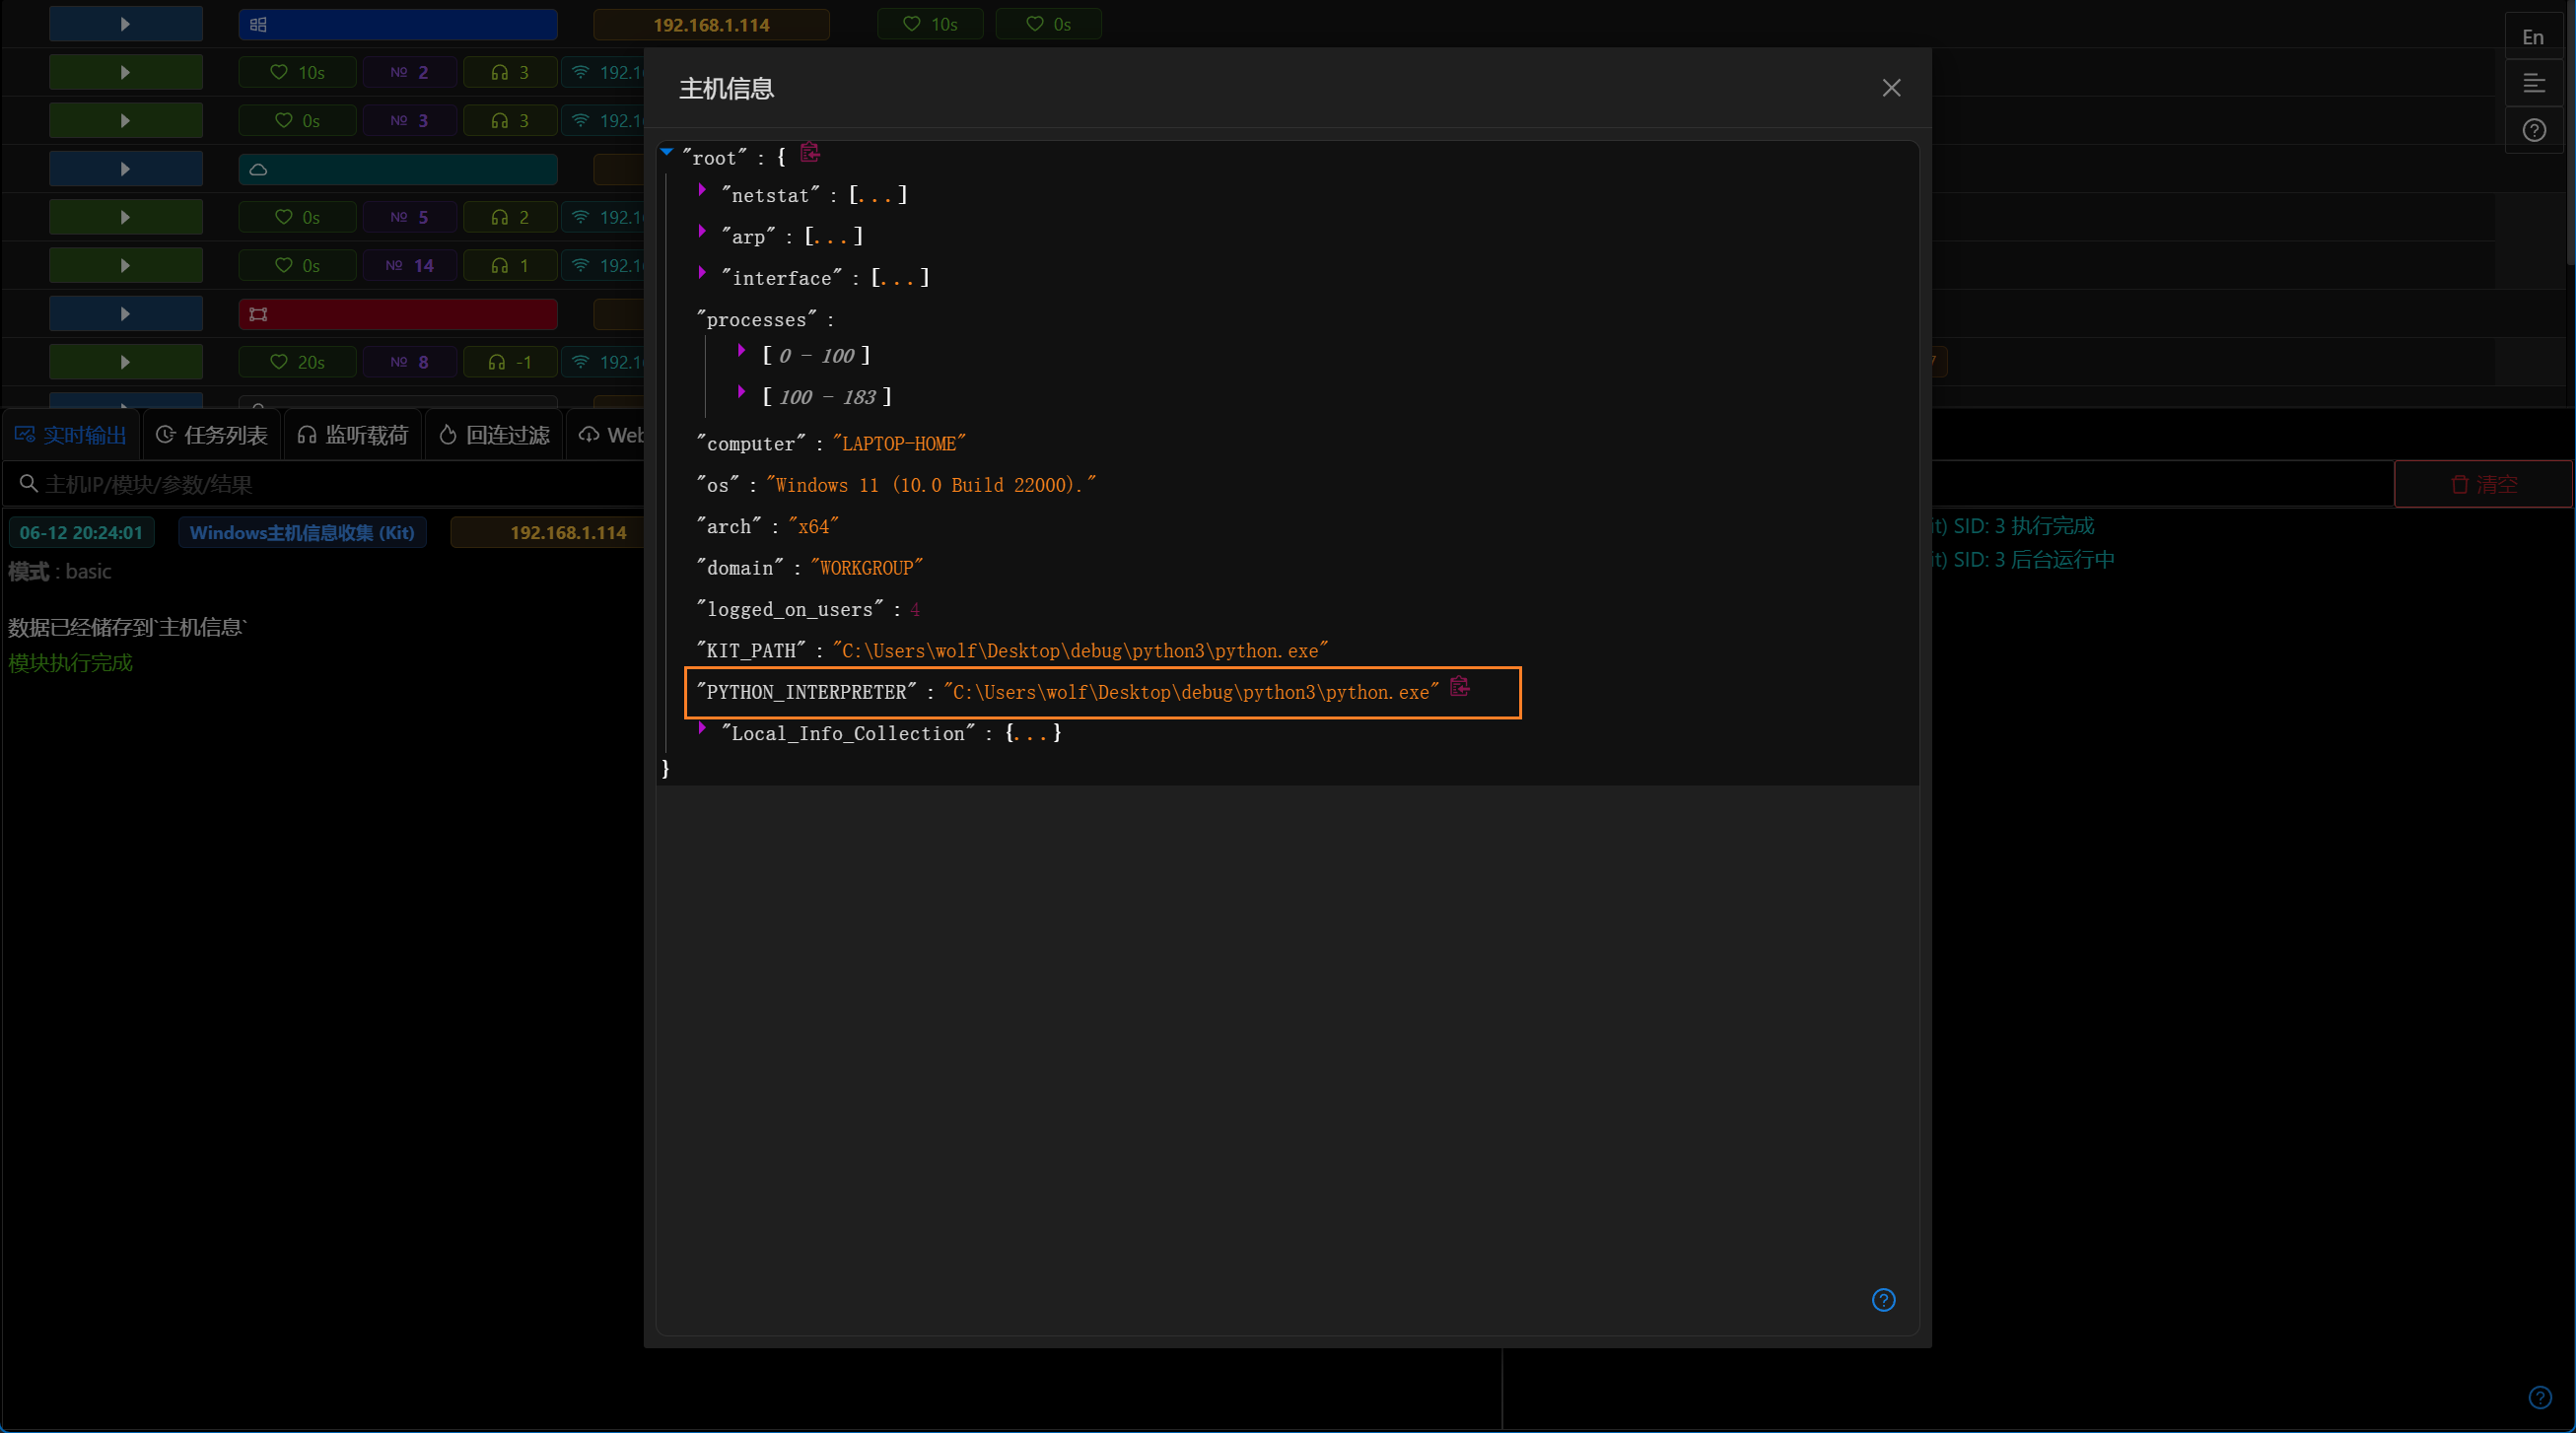 192.168.1.114 10s 0s
En
10s № 2 3 192.1
0s № 3 3 192.1
0s № 5 2 192.1
0s № 14 1 192.1
20s № 8 -1 192.1 7
主机信息
"root" : {
"netstat" : [...]
"arp" : [...]
"interface" : [...]
"processes" :
[ 0 - 100 ]
[ 100 - 183 ]
"computer" : "LAPTOP-HOME"
"os" : "Windows 11 (10.0 Build 22000)."
"arch" : "x64"
"domain" : "WORKGROUP"
"logged_on_users" : 4
"KIT_PATH" : "C:\Users\wolf\Desktop\debug\python3\python.exe"
"PYTHON_INTERPRETER" : "C:\Users\wolf\Desktop\debug\python3\python.exe"
"Local_Info_Collection" : {...}
}
实时输出 任务列表 监听载荷 回连过滤 Web
主机IP/模块/参数/结果
清空
06-12 20:24:01 Windows主机信息收集 (Kit) 192.168.1.114
模式 : basic
数据已经储存到`主机信息`
模块执行完成
it) SID: 3 执行完成
it) SID: 3 后台运行中